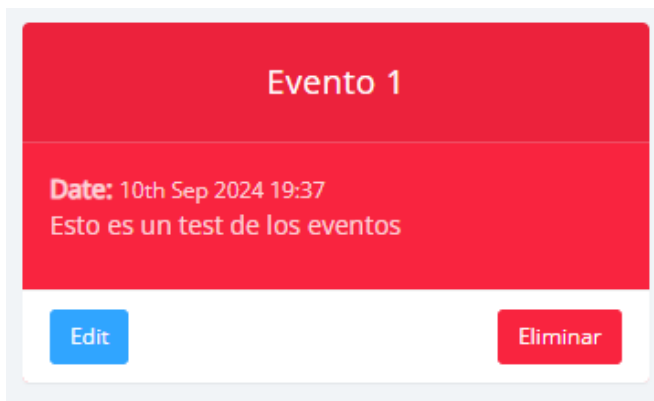 Evento 1
Date: 10th Sep 2024 19:37
Esto es un test de los eventos
Edit Eliminar